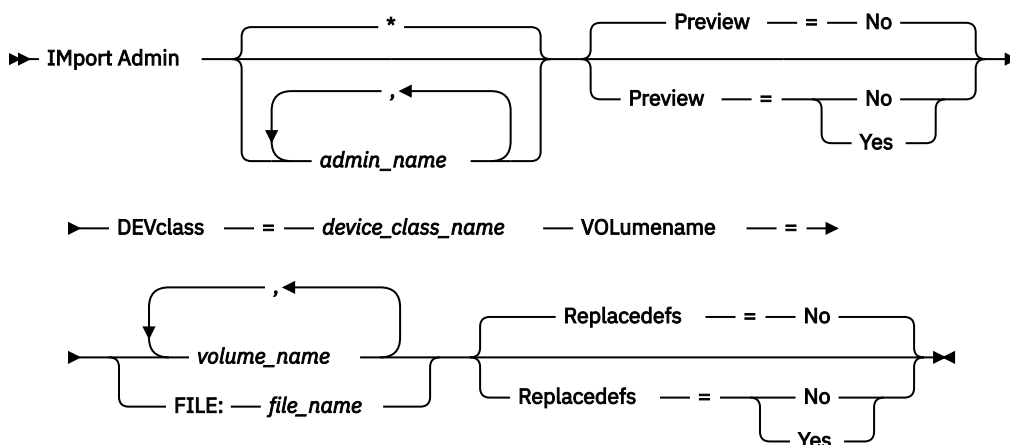 *
Preview = No
IMport Admin
,
admin_name
Preview = No
Yes
DEVclass = device_class_name VOLumename =
,
volume_name
FILE: file_name
Replacedefs = No
Replacedefs = No
Yes